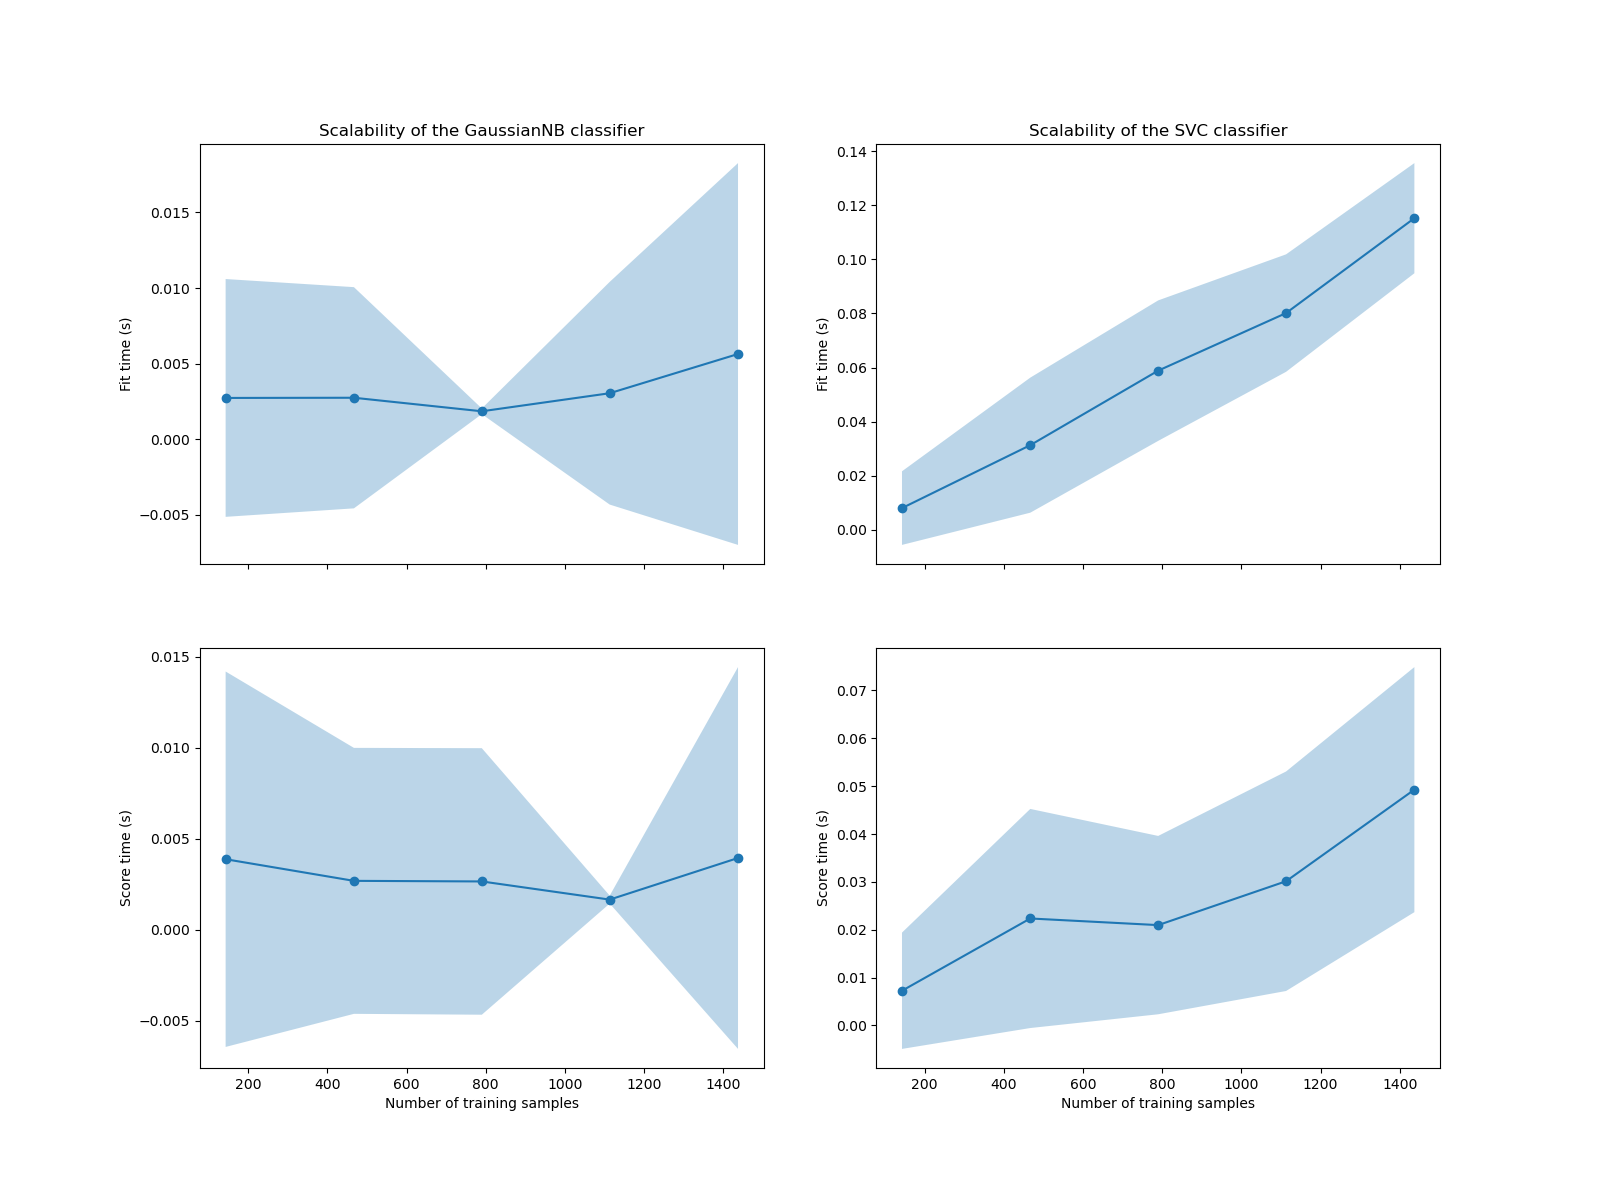 Scalability of the GaussianNB classifier
0.015
0.010
0.005
0.000
−0.005
Fit time (s)
Scalability of the SVC classifier
0.14
0.12
0.10
0.08
0.06
0.04
0.02
0.00
Fit time (s)
0.015
0.010
0.005
0.000
−0.005
Score time (s)
200 400 600 800 1000 1200 1400
Number of training samples
0.07
0.06
0.05
0.04
0.03
0.02
0.01
0.00
Score time (s)
200 400 600 800 1000 1200 1400
Number of training samples